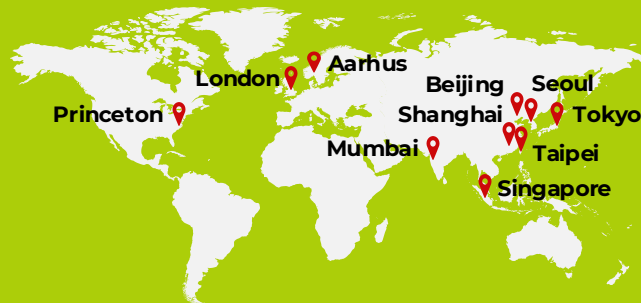 Aarhus
London
Beijing
Seoul
Princeton
Shanghai
Tokyo
Mumbai
Taipei
Singapore